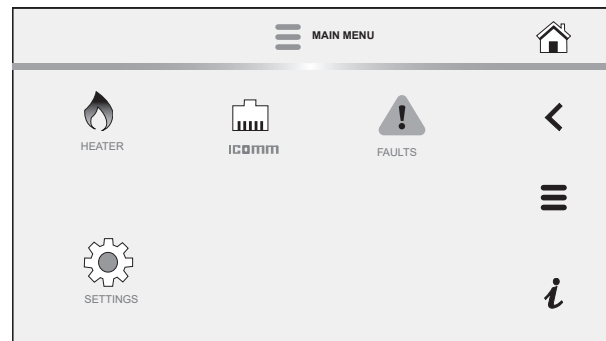 MAIN MENU
HEATER
ICOMM
FAULTS
SETTINGS
i